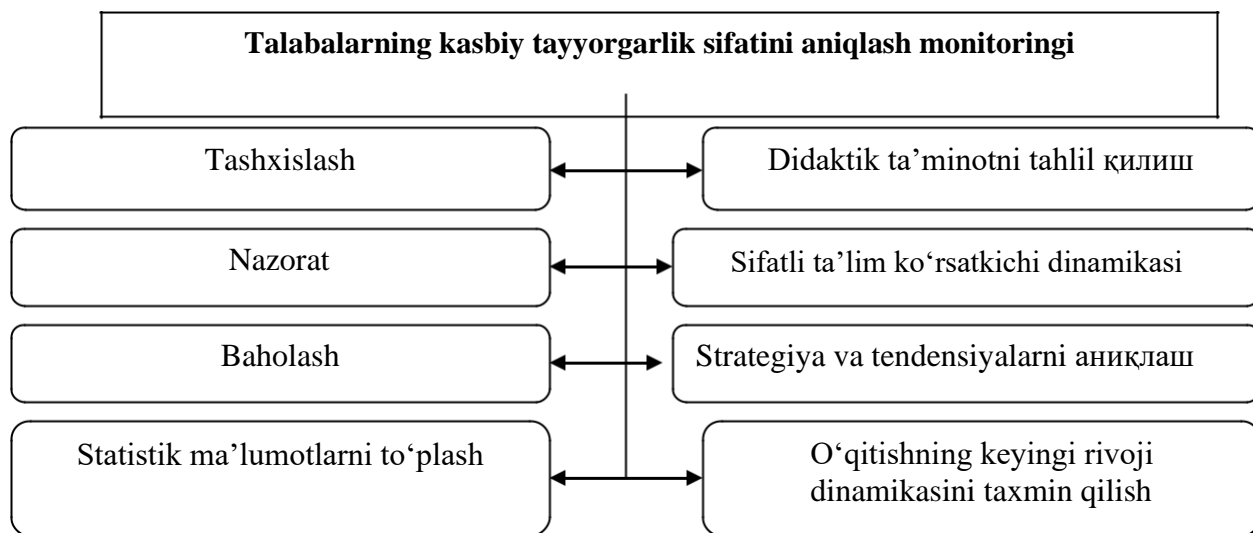 Talabalarning kasbiy tayyorgarlik sifatini aniqlash monitoringi
Tashxislash
Didaktik ta’minotni tahlil қилиш
Nazorat
Sifatli ta’lim ko‘rsatkichi dinamikasi
Baholash
Strategiya va tendensiyalarni аниқлаш
Statistik ma’lumotlarni to‘plash
O‘qitishning keyingi rivoji
dinamikasini taxmin qilish